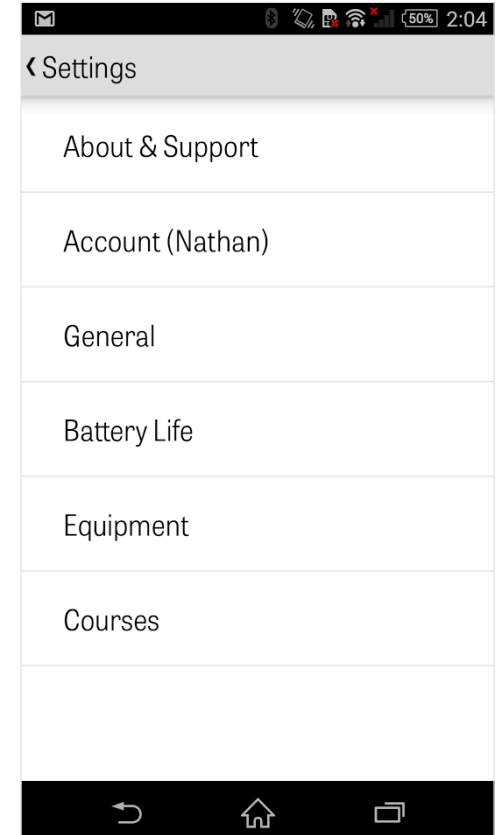 50% 2:04
Settings
About & Support
Account (Nathan)
General
Battery Life
Equipment
Courses